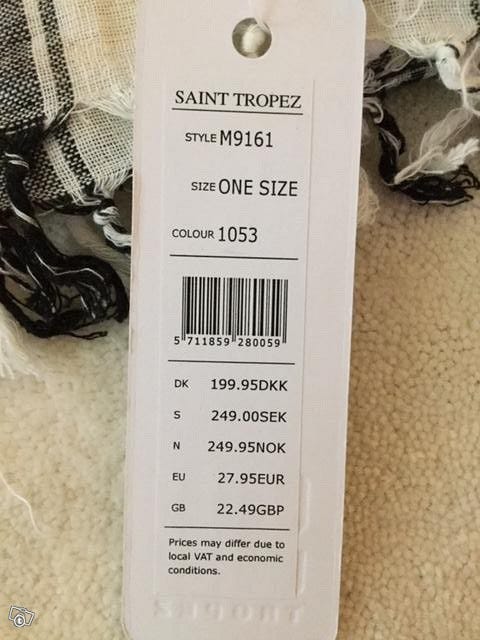 SAINT TROPEZ
STYLE M9161
SIZE ONE SIZE
COLOUR 1053
5 711859 280059
DK 199.95DKK
S 249.00SEK
N 249.95NOK
EU 27.95EUR
GB 22.49GBP
Prices may differ due to
local VAT and economic
conditions.